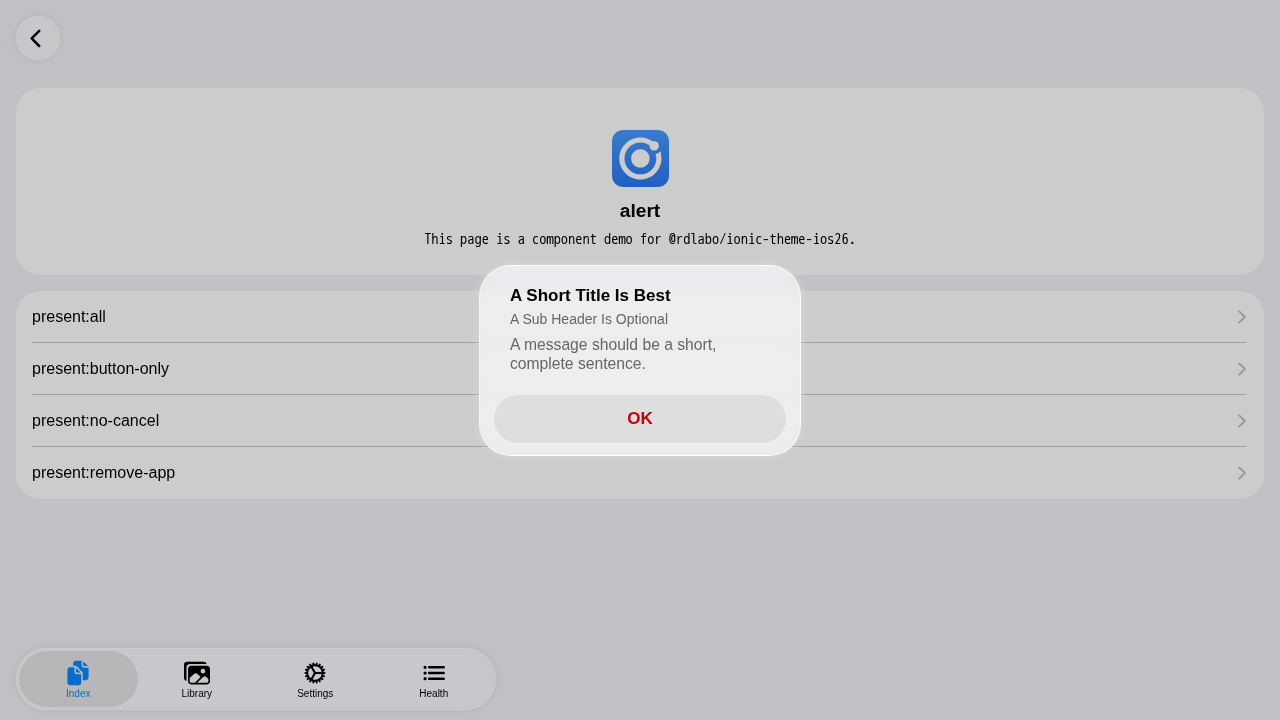 alert
This page is a component demo for @rdlabo/ionic-theme-ios26.
A Short Title Is Best
A Sub Header Is Optional
A message should be a short,
complete sentence.
OK
present:all
present:button-only
present:no-cancel
present:remove-app
Index
Library
Settings
Health